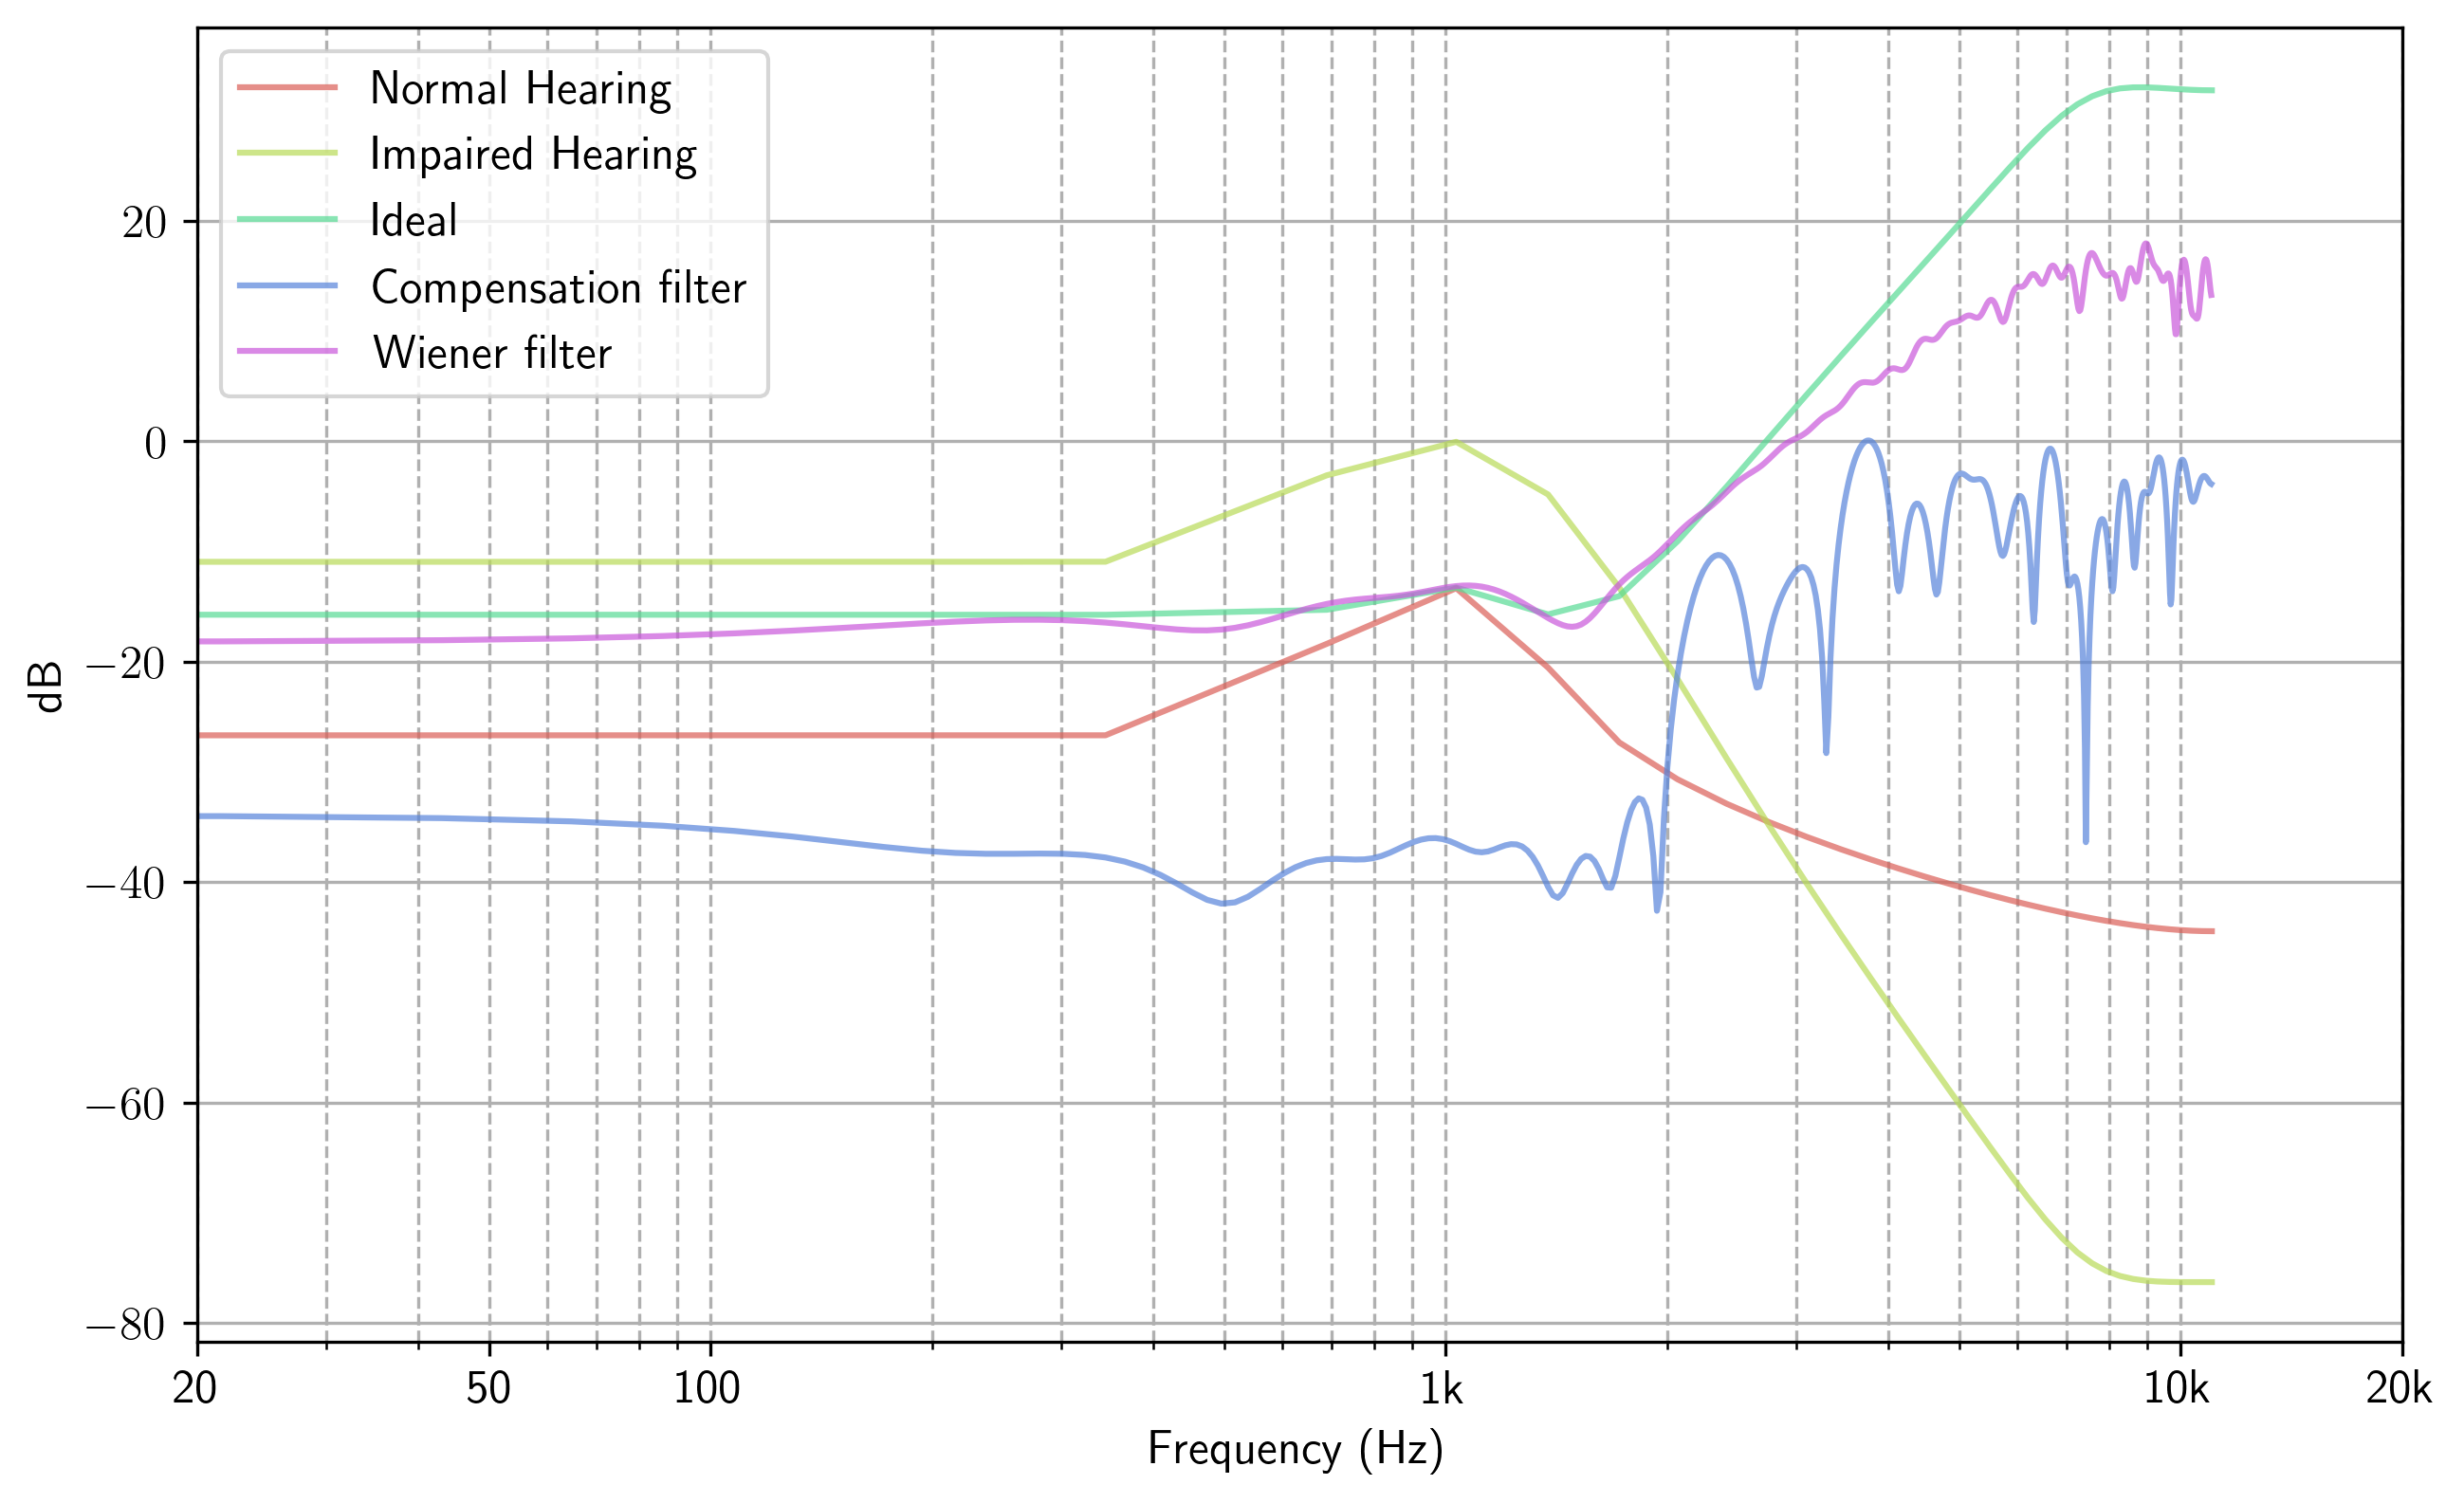 Normal Hearing
Impaired Hearing
Ideal
Compensation filter
Wiener filter
20
0
−20
−40
−60
−80
dB
20 50 100 1k 10k 20k
Frequency (Hz)